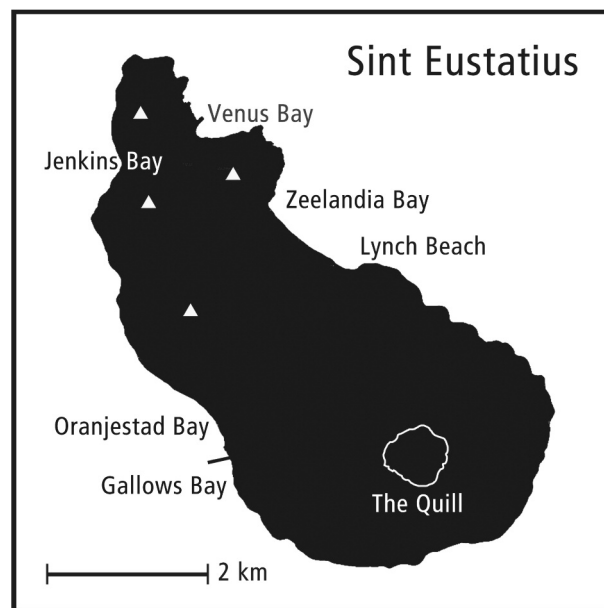 Sint Eustatius
Venus Bay
Jenkins Bay
Zeelandia Bay
Lynch Beach
Oranjestad Bay
Gallows Bay
The Quill
2 km